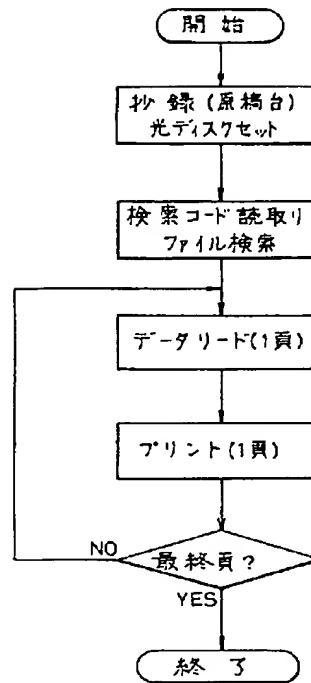 開始
抄録(原稿台)
光ディスクセット
検索コード読取り
ファイル検索
データリード(1頁)
プリント(1頁)
最終頁?
NO
YES
終了